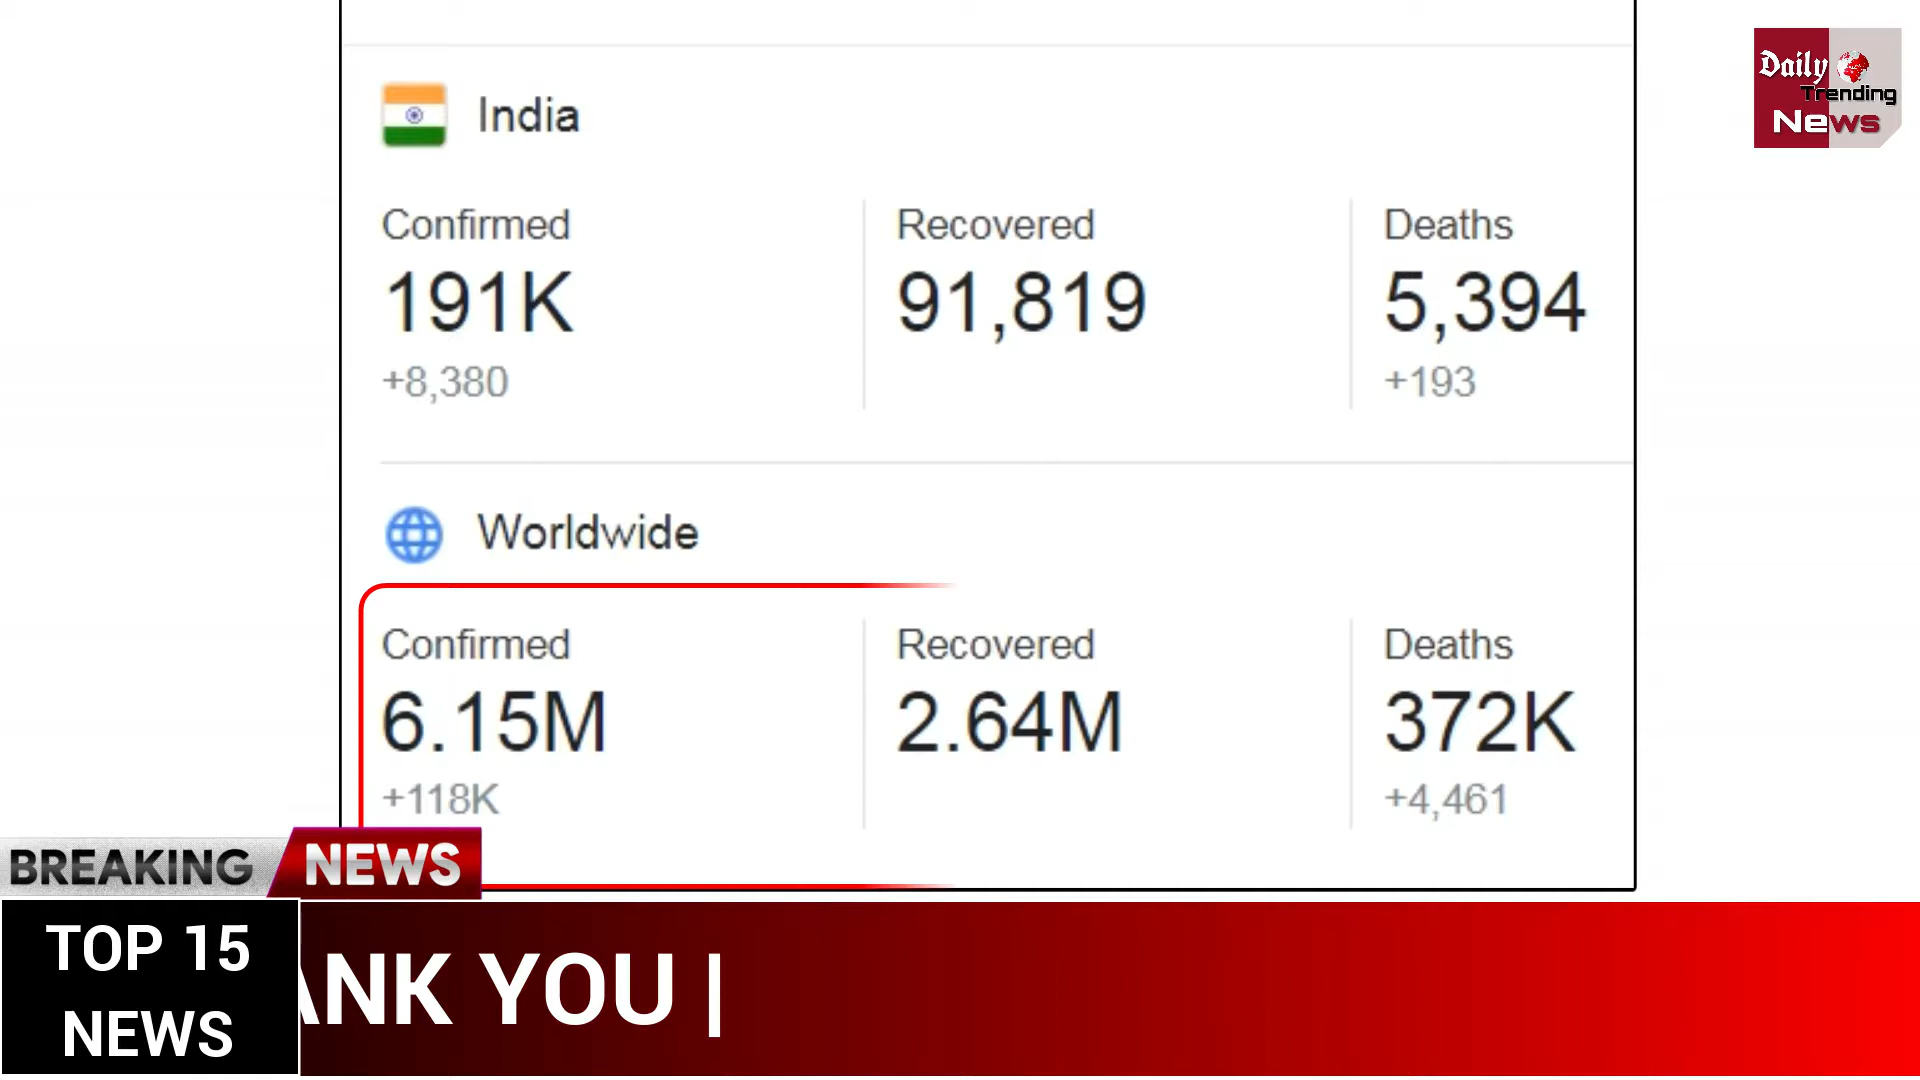 India
Confirmed Recovered Deaths
191K 91,819 5,394
+8,380 +193
Worldwide
Confirmed Recovered Deaths
6.15M 2.64M 372K
+118K +4,461
Daily
Trending
News
BREAKING NEWS
TOP 15
NEWS
ANK YOU |